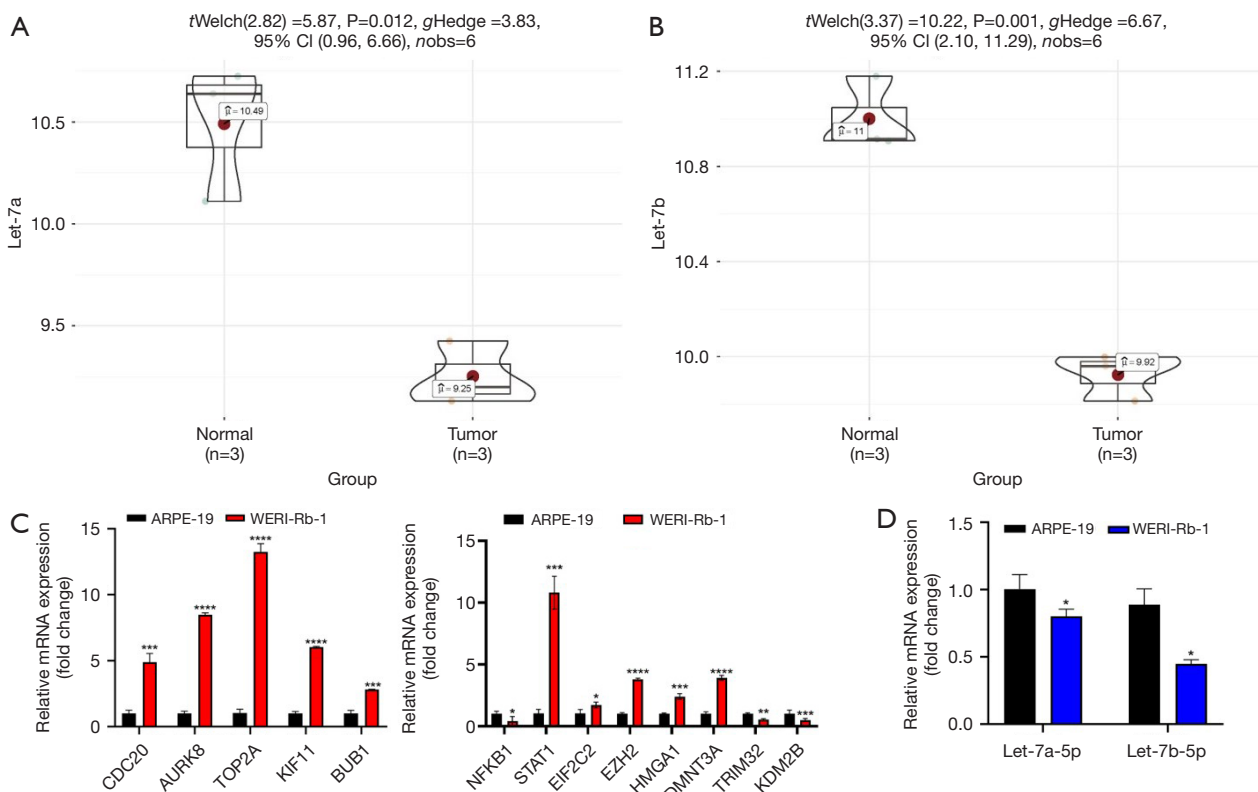 A
tWelch(2.82) =5.87, P=0.012, gHedge =3.83,
95% CI (0.96, 6.66), nobs=6
Let-7a
10.5
10.0
9.5
μ̂ = 10.49
μ̂ = 9.25
Normal
(n=3)
Tumor
(n=3)
Group
B
tWelch(3.37) =10.22, P=0.001, gHedge =6.67,
95% CI (2.10, 11.29), nobs=6
Let-7b
11.2
10.8
10.4
10.0
μ̂ = 11
μ̂ = 9.92
Normal
(n=3)
Tumor
(n=3)
Group
C
ARPE-19 WERI-Rb-1
Relative mRNA expression
(fold change)
15
10
5
0
***
****
****
****
***
CDC20
AURK8
TOP2A
KIF11
BUB1
ARPE-19 WERI-Rb-1
Relative mRNA expression
(fold change)
15
10
5
0
*
***
*
****
***
****
**
***
NFKB1
STAT1
EIF2C2
EZH2
HMGA1
DMNT3A
TRIM32
KDM2B
D
ARPE-19 WERI-Rb-1
Relative mRNA expression
(fold change)
1.5
1.0
0.5
0.0
*
*
Let-7a-5p
Let-7b-5p